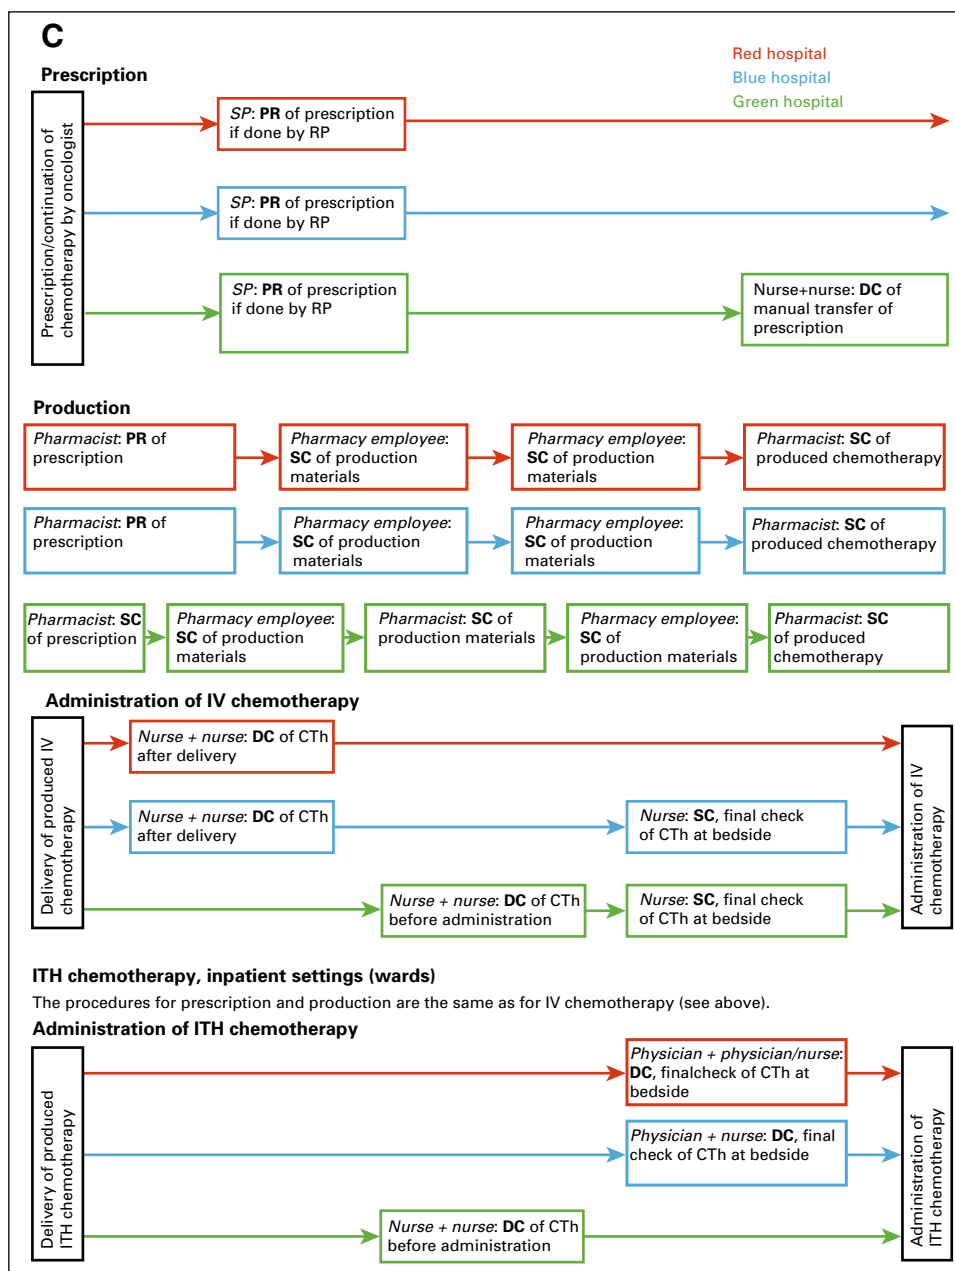 C
Red hospital
Blue hospital
Green hospital
Prescription
Prescription/continuation of
chemotherapy by oncologist
SP: PR of prescription
if done by RP
SP: PR of prescription
if done by RP
SP: PR of prescription
if done by RP
Nurse+nurse: DC of
manual transfer of
prescription
Production
Pharmacist: PR of
prescription
Pharmacy employee:
SC of production
materials
Pharmacy employee:
SC of production
materials
Pharmacist: SC of
produced chemotherapy
Pharmacist: PR of
prescription
Pharmacy employee:
SC of production
materials
Pharmacy employee:
SC of production
materials
Pharmacist: SC of
produced chemotherapy
Pharmacist: SC
of prescription
Pharmacy employee:
SC of production
materials
Pharmacist: SC of
production materials
Pharmacy employee:
SC of
production materials
Pharmacist: SC
of produced
chemotherapy
Administration of IV chemotherapy
Delivery of produced IV
chemotherapy
Nurse + nurse: DC of CTh
after delivery
Nurse + nurse: DC of CTh
after delivery
Nurse: SC, final check
of CTh at bedside
Nurse + nurse: DC of CTh
before administration
Nurse: SC, final check
of CTh at bedside
Administration of IV
chemotherapy
ITH chemotherapy, inpatient settings (wards)
The procedures for prescription and production are the same as for IV chemotherapy (see above).
Administration of ITH chemotherapy
Delivery of produced
ITH chemotherapy
Physician + physician/nurse:
DC, finalcheck of CTh at
bedside
Physician + nurse: DC, final
check of CTh at bedside
Nurse + nurse: DC of CTh
before administration
Administration of
ITH chemotherapy